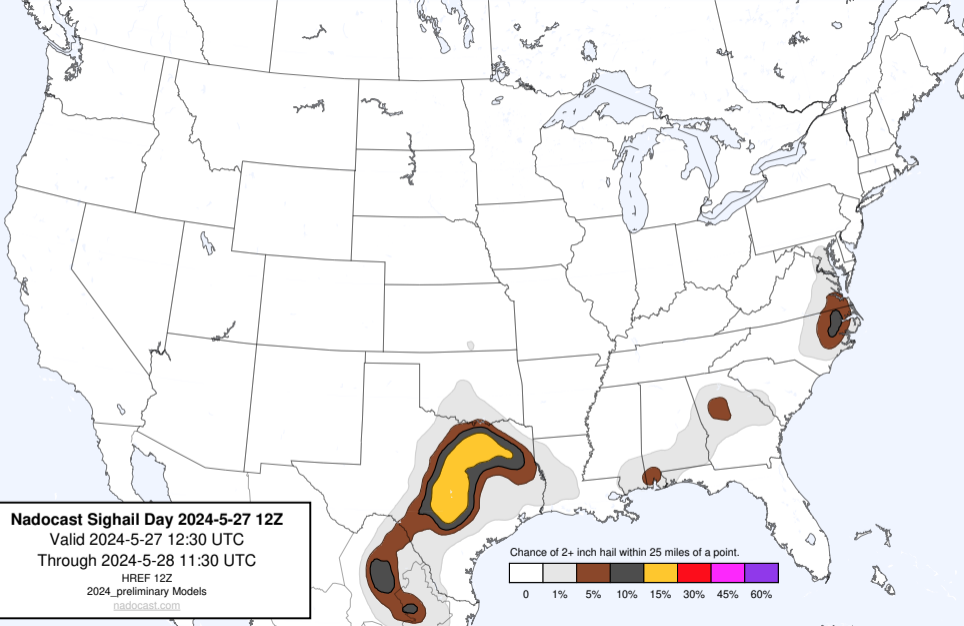 Nadocast Sighail Day 2024-5-27 12Z
Valid 2024-5-27 12:30 UTC
Through 2024-5-28 11:30 UTC
HREF 12Z
2024_preliminary Models
nadocast.com
Chance of 2+ inch hail within 25 miles of a point.
0 1% 5% 10% 15% 30% 45% 60%